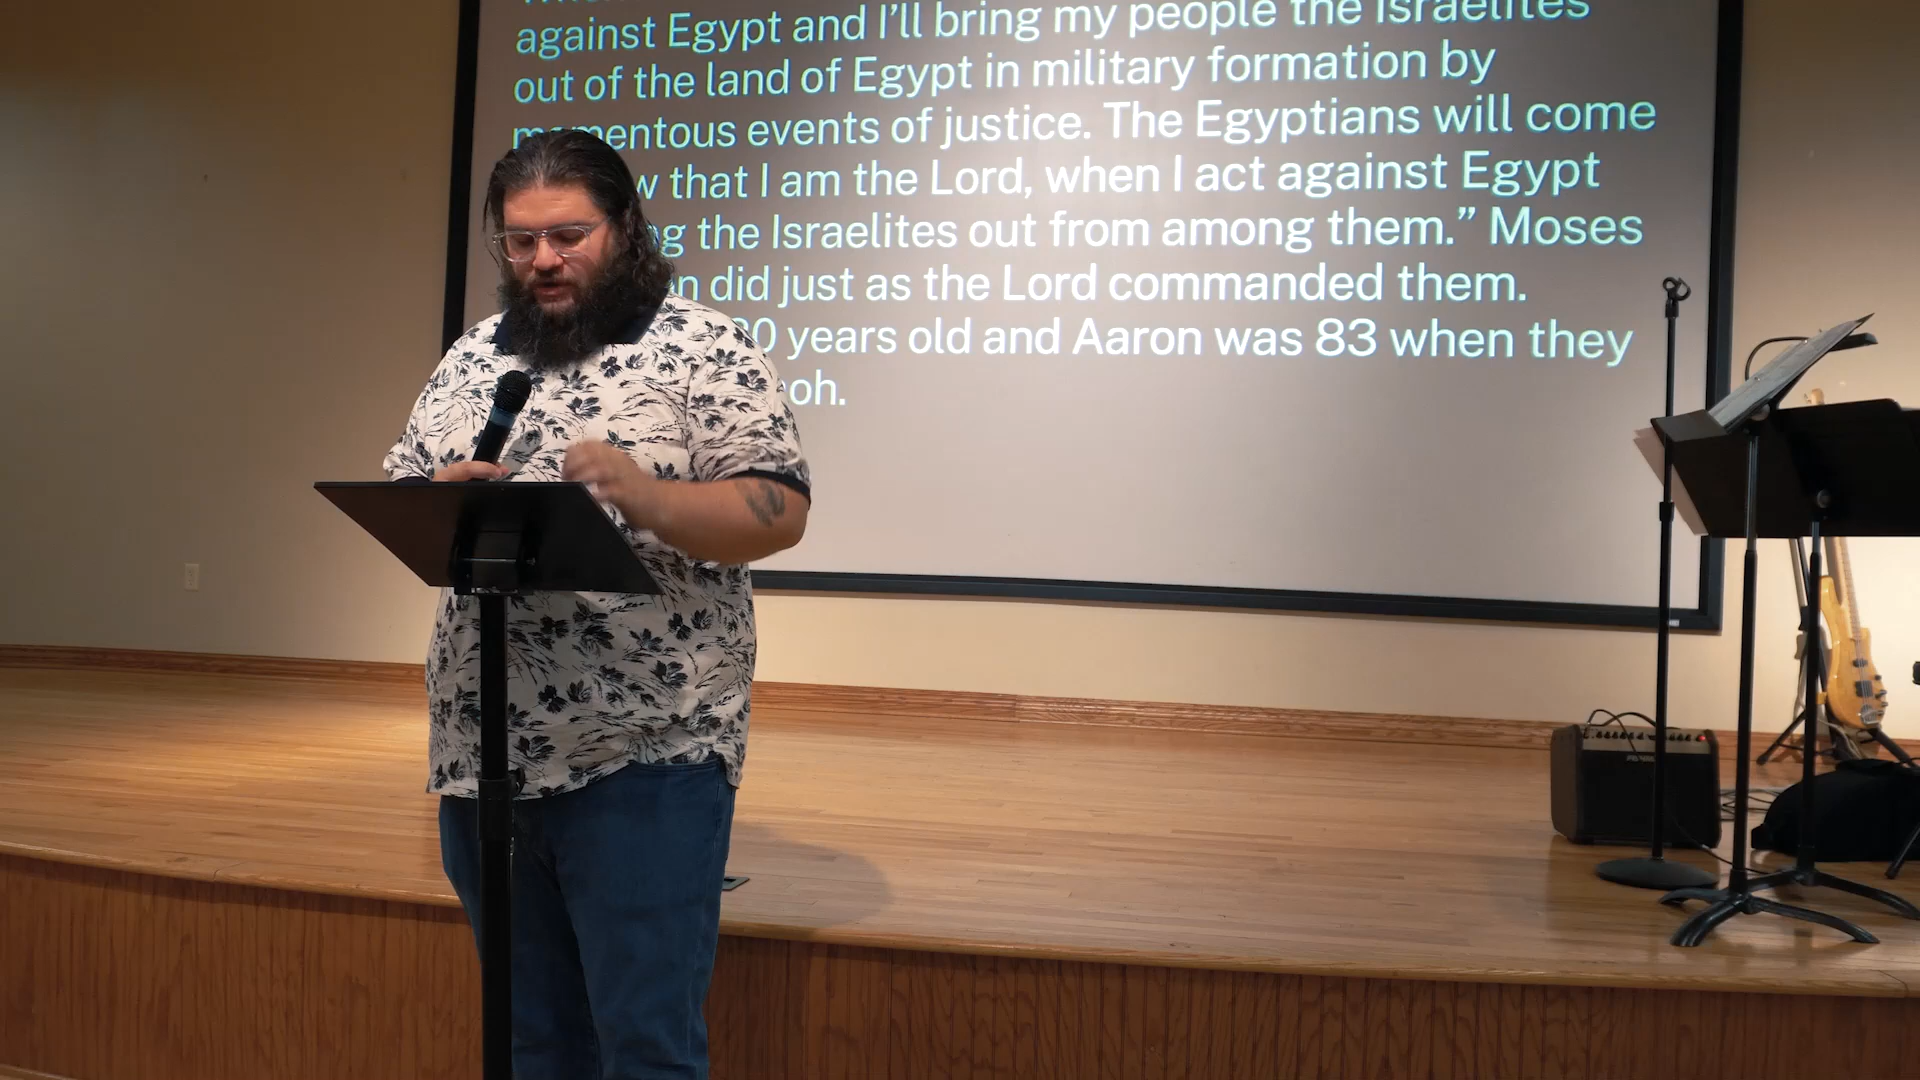 against Egypt and I'll bring my people the Israelites
out of the land of Egypt in military formation by
momentous events of justice. The Egyptians will come
that I am the Lord, when I act against Egypt
the Israelites out from among them.” Moses
did just as the Lord commanded them.
years old and Aaron was 83 when they